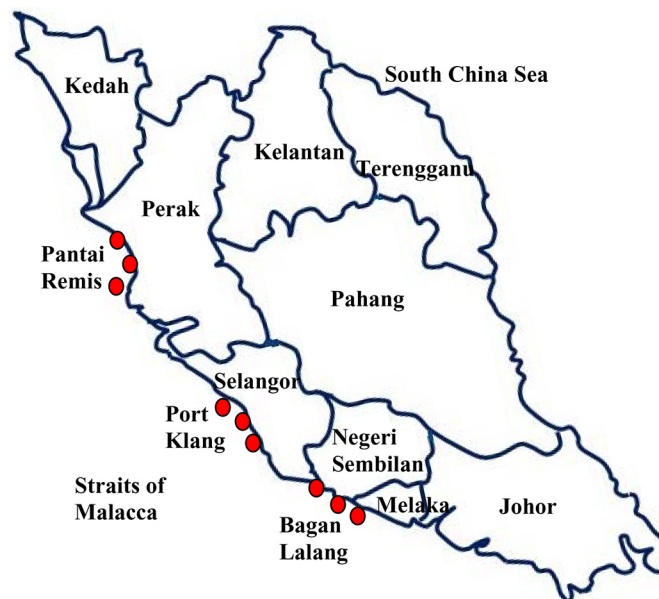 Kedah
South China Sea
Kelantan
Terengganu
Perak
Pantai
Remis
Pahang
Selangor
Port
Klang
Negeri
Sembilan
Straits of
Malacca
Melaka
Johor
Bagan
Lalang